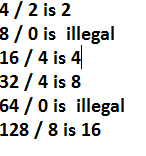 4 / 2 is 2
8 / 0 is  illegal
16 / 4 is 4
32 / 4 is 8
64 / 0 is  illegal
128 / 8 is 16